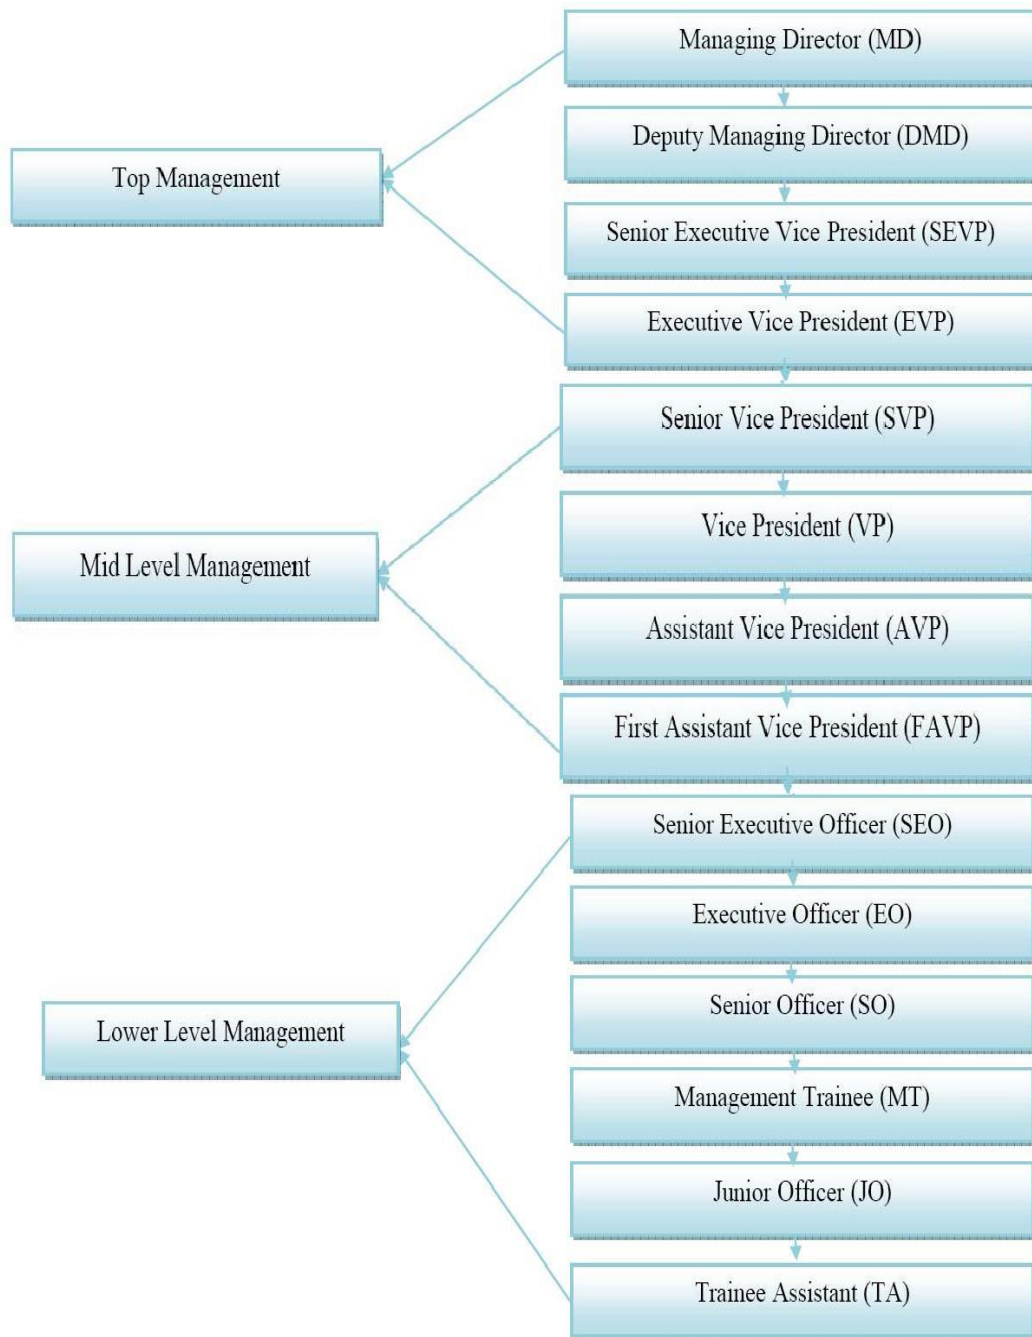 Managing Director (MD)
Deputy Managing Director (DMD)
Top Management
Senior Executive Vice President (SEVP)
Executive Vice President (EVP)
Senior Vice President (SVP)
Vice President (VP)
Mid Level Management
Assistant Vice President (AVP)
First Assistant Vice President (FAVP)
Senior Executive Officer (SEO)
Executive Officer (EO)
Senior Officer (SO)
Lower Level Management
Management Trainee (MT)
Junior Officer (JO)
Trainee Assistant (TA)